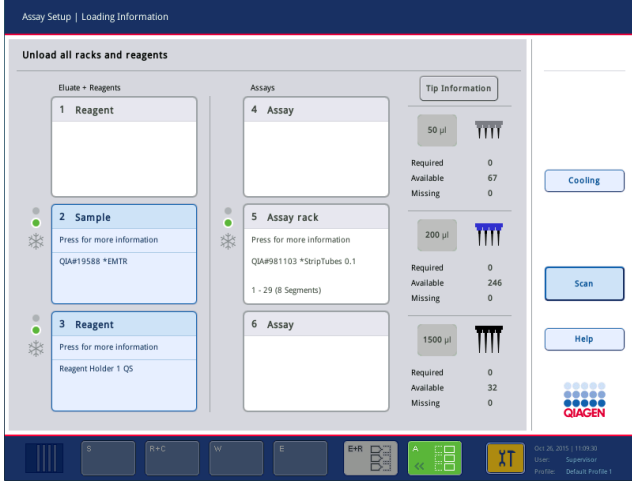 Assay Setup | Loading Information
Unload all racks and reagents
Eluate + Reagents
Assays
Tip Information
1 Reagent
4 Assay
50 µl
Required 0
Available 67
Missing 0
Cooling
2 Sample
Press for more information
QIA#19588 *EMTR
5 Assay rack
Press for more information
QIA#981103 *StripTubes 0.1
1 - 29 (8 Segments)
200 µl
Required 0
Available 246
Missing 0
Scan
3 Reagent
Press for more information
Reagent Holder 1 QS
6 Assay
1500 µl
Required 0
Available 32
Missing 0
Help
QIAGEN
S
R+C
W
E
E+R
A
Oct 26, 2015 | 11:09:30
User: Supervisor
Profile: Default Profile 1